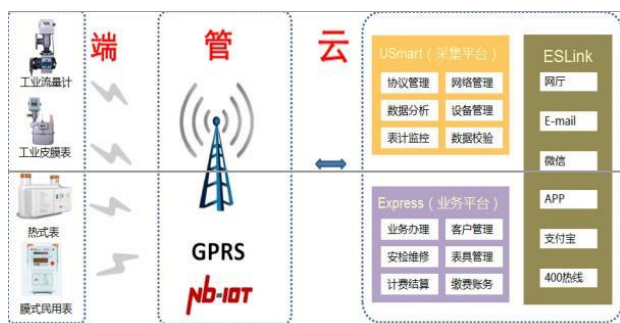 端
管
云
工业流量计
工业皮膜表
热式表
膜式民用表
GPRS
Nb-IOT
USmart(采集平台)
协议管理
网络管理
数据分析
设备管理
表计监控
数据校验
Express(业务平台)
业务办理
客户管理
安检维修
表具管理
计费结算
缴费账务
ESLink
网厅
E-mail
微信
APP
支付宝
400热线